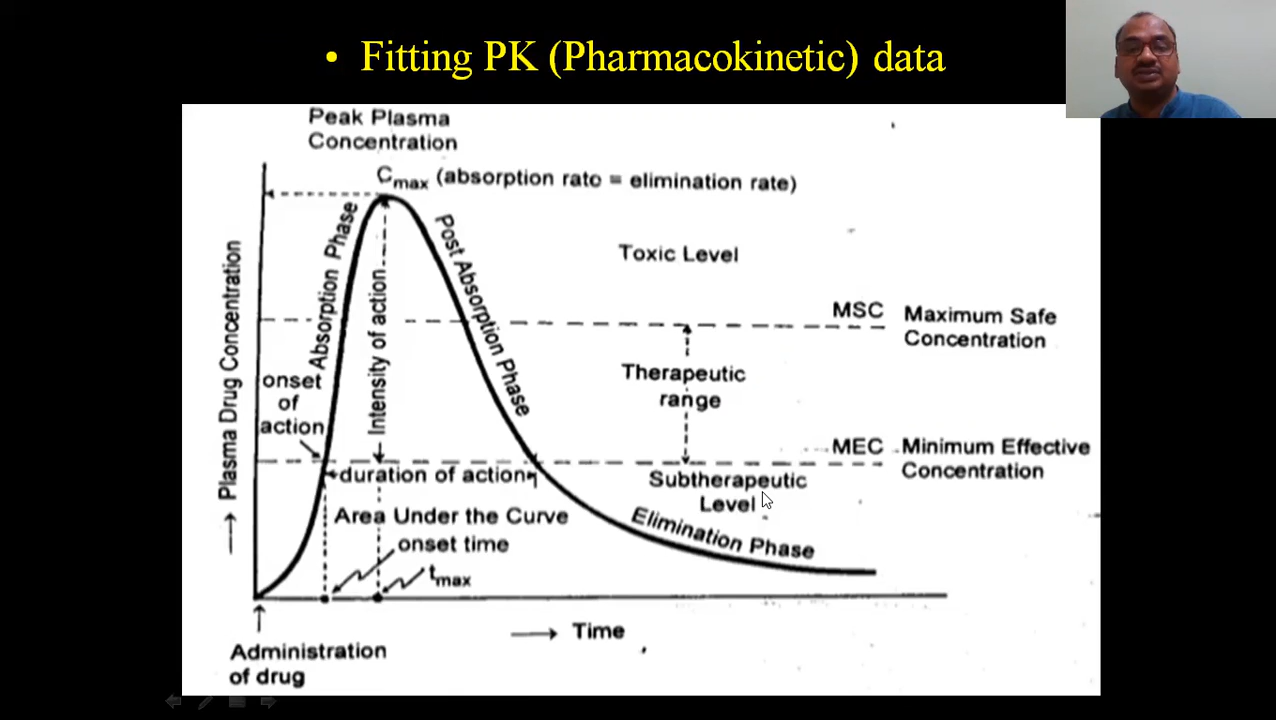 • Fitting PK (Pharmacokinetic) data
Peak Plasma
Concentration
Cmax (absorption rate = elimination rate)
Absorption Phase
Post Absorption Phase
Toxic Level
Plasma Drug Concentration
Intensity of action
MSC
Maximum Safe
Concentration
Therapeutic
range
onset
of
action
MEC
Minimum Effective
Concentration
duration of action
Subtherapeutic
Level
Area Under the Curve
Elimination Phase
onset time
tmax
Time
Administration
of drug